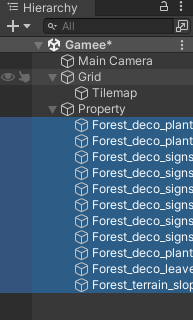 Hierarchy
All
Gamee*
Main Camera
Grid
Tilemap
Property
Forest_deco_plant
Forest_deco_plant
Forest_deco_signs
Forest_deco_signs
Forest_deco_signs
Forest_deco_signs
Forest_deco_signs
Forest_deco_signs
Forest_deco_plant
Forest_deco_leave
Forest_terrain_slop